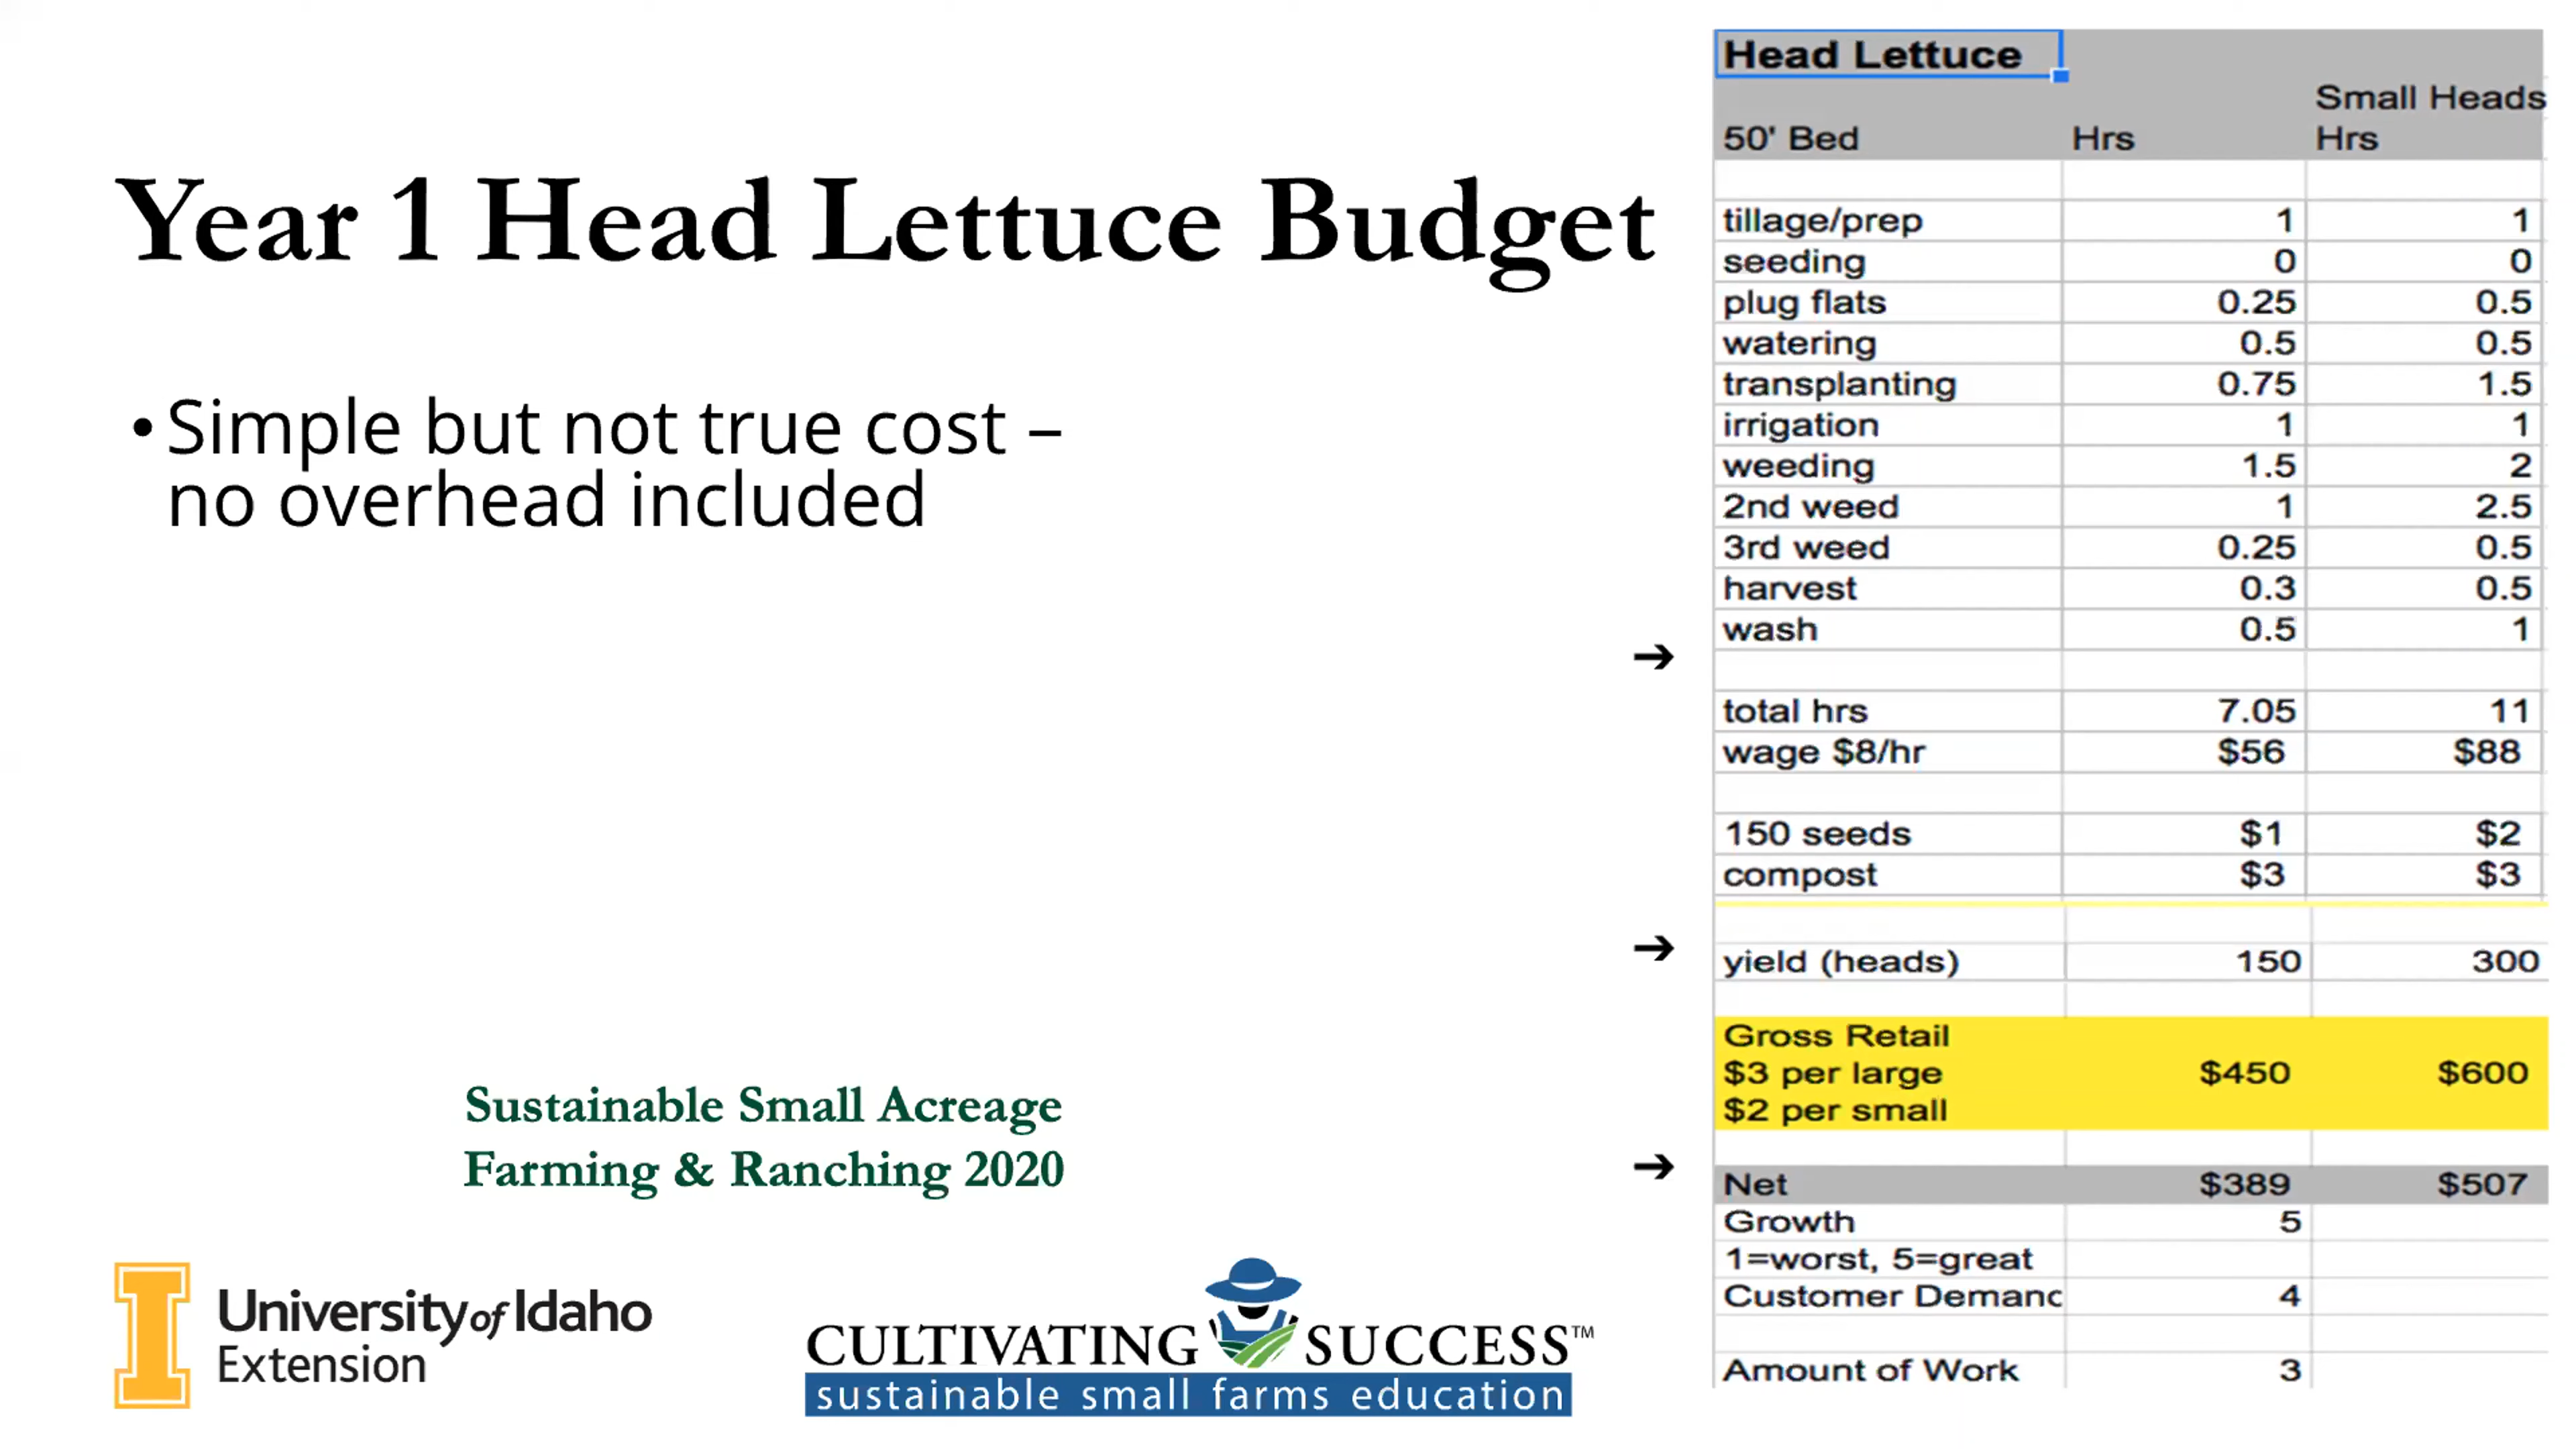 Year 1 Head Lettuce Budget
• Simple but not true cost –
no overhead included
Sustainable Small Acreage
Farming & Ranching 2020
I
University of Idaho
Extension
CULTIVATING SUCCESS™
sustainable small farms education
Head Lettuce
Small Heads
50' Bed Hrs Hrs
tillage/prep 1 1
seeding 0 0
plug flats 0.25 0.5
watering 0.5 0.5
transplanting 0.75 1.5
irrigation 1 1
weeding 1.5 2
2nd weed 1 2.5
3rd weed 0.25 0.5
harvest 0.3 0.5
wash 0.5 1
➔
total hrs 7.05 11
wage $8/hr $56 $88
150 seeds $1 $2
compost $3 $3
➔
yield (heads) 150 300
Gross Retail
$3 per large $450 $600
$2 per small
➔
Net $389 $507
Growth 5
1=worst, 5=great
Customer Demanc 4
Amount of Work 3